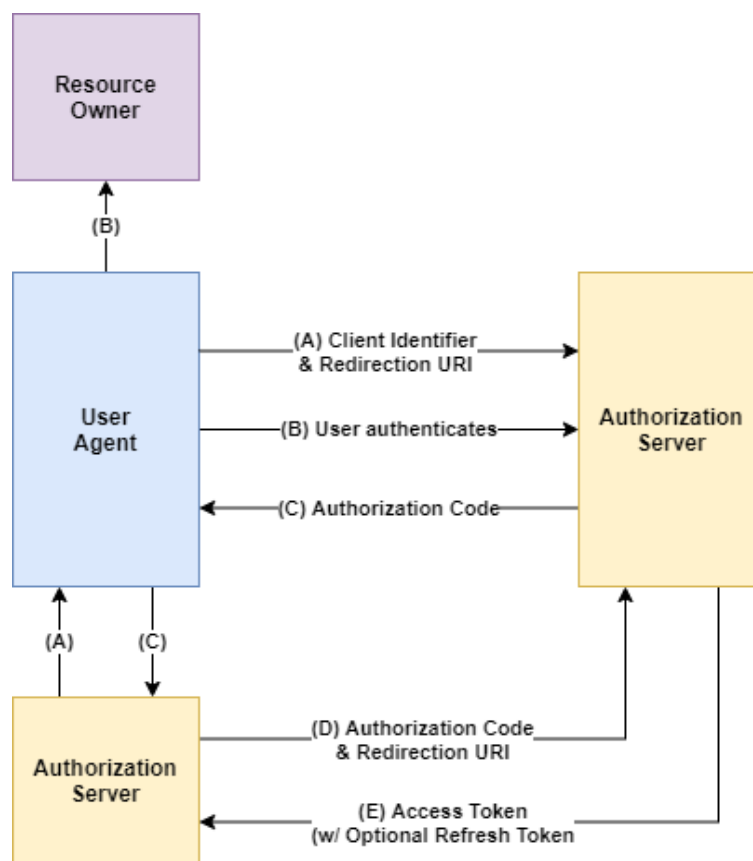 Resource
Owner
(B)
(A) Client Identifier
& Redirection URI
User
Agent
(B) User authenticates
Authorization
Server
(C) Authorization Code
(A)
(C)
(D) Authorization Code
& Redirection URI
Authorization
Server
(E) Access Token
(w/ Optional Refresh Token